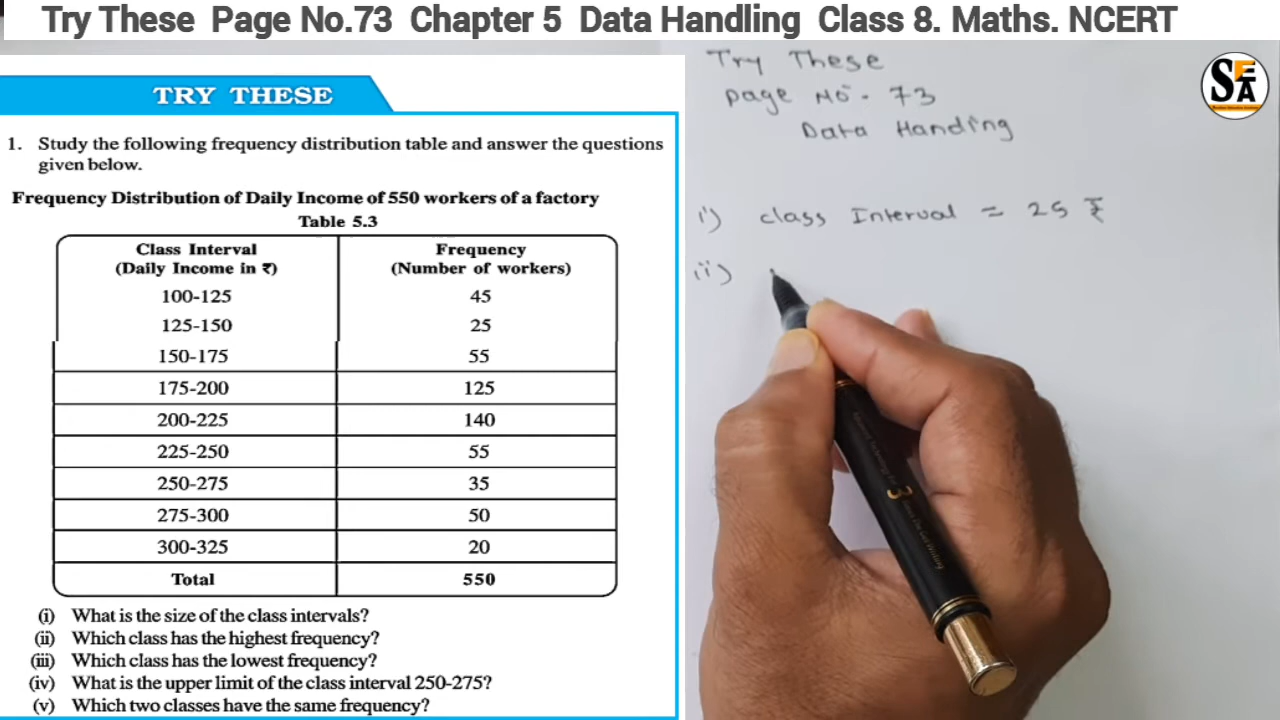 Try These Page No.73 Chapter 5 Data Handling Class 8. Maths. NCERT
TRY THESE
1. Study the following frequency distribution table and answer the questions
given below.
Frequency Distribution of Daily Income of 550 workers of a factory
Table 5.3
Class Interval Frequency
(Daily Income in ₹) (Number of workers)
100-125 45
125-150 25
150-175 55
175-200 125
200-225 140
225-250 55
250-275 35
275-300 50
300-325 20
Total 550
(i) What is the size of the class intervals?
(ii) Which class has the highest frequency?
(iii) Which class has the lowest frequency?
(iv) What is the upper limit of the class interval 250-275?
(v) Which two classes have the same frequency?
Try These
Page No - 73
Data Handing
i) class Interval = 25 ₹
ii)
SEEA
3